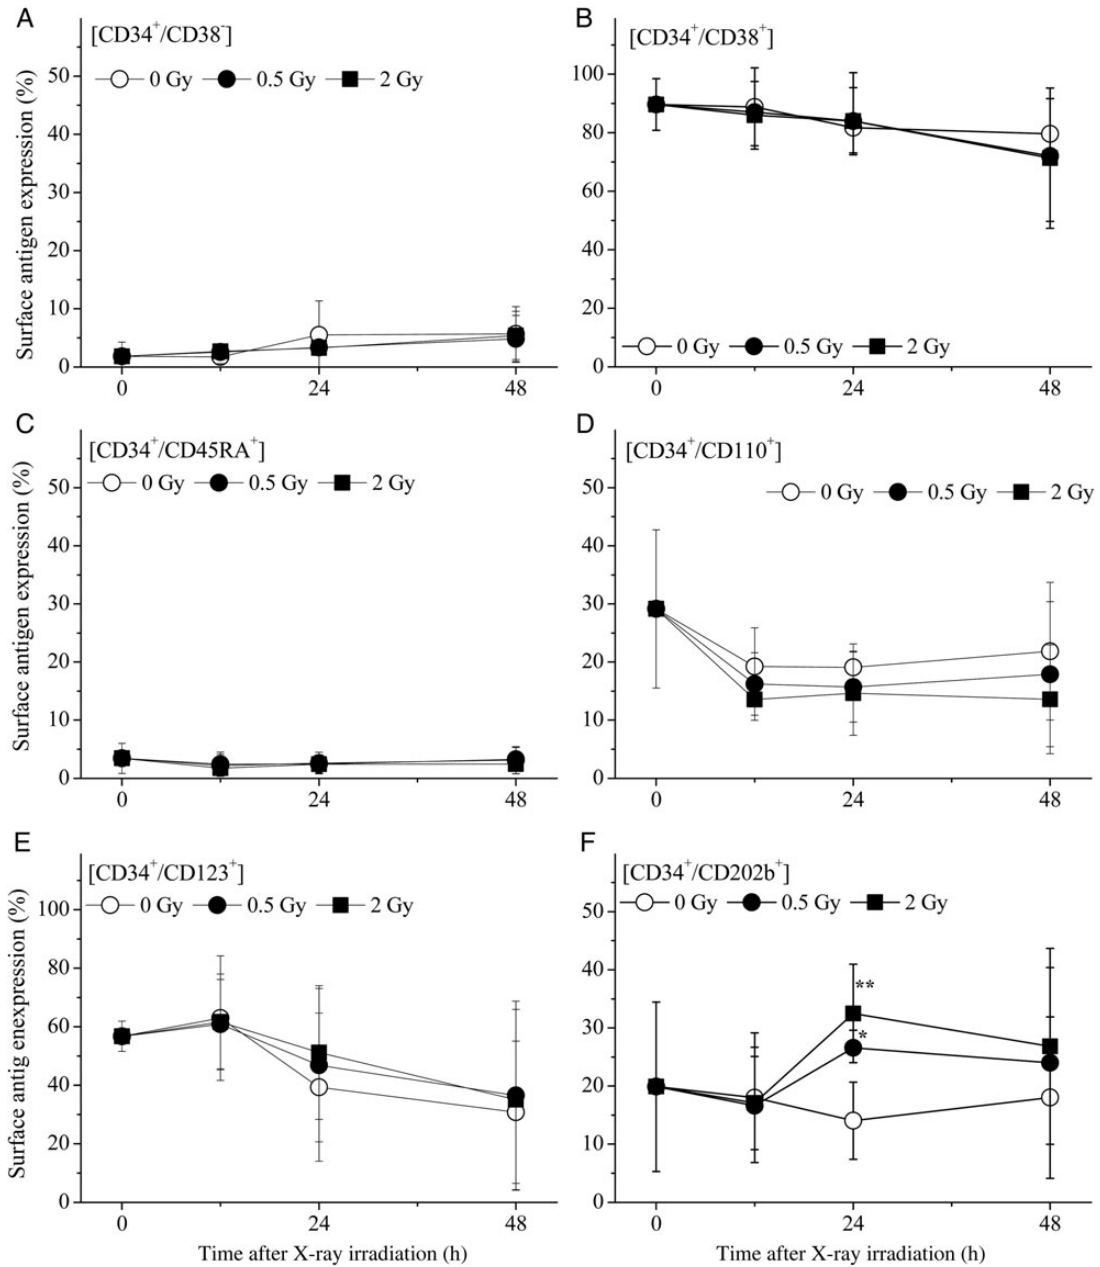 A
[CD34+/CD38-]
0 Gy 0.5 Gy 2 Gy
Surface antigen expression (%)
50
40
30
20
10
0
0 24 48
B
[CD34+/CD38+]
100
80
60
40
20
0
0 Gy 0.5 Gy 2 Gy
0 24 48
C
[CD34+/CD45RA+]
0 Gy 0.5 Gy 2 Gy
Surface antigen expression (%)
50
40
30
20
10
0
0 24 48
D
[CD34+/CD110+]
0 Gy 0.5 Gy 2 Gy
50
40
30
20
10
0
0 24 48
E
[CD34+/CD123+]
0 Gy 0.5 Gy 2 Gy
Surface antig enexpression (%)
100
80
60
40
20
0
0 24 48
Time after X-ray irradiation (h)
F
[CD34+/CD202b+]
0 Gy 0.5 Gy 2 Gy
50
40
30
20
10
0
**
*
0 24 48
Time after X-ray irradiation (h)